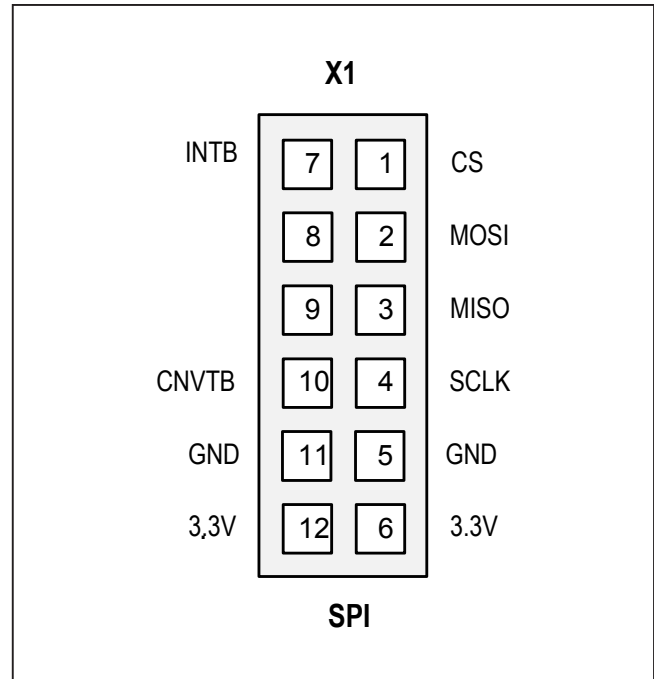 X1
INTB 7 1 CS
8 2 MOSI
9 3 MISO
CNVTB 10 4 SCLK
GND 11 5 GND
3,3V 12 6 3.3V
SPI